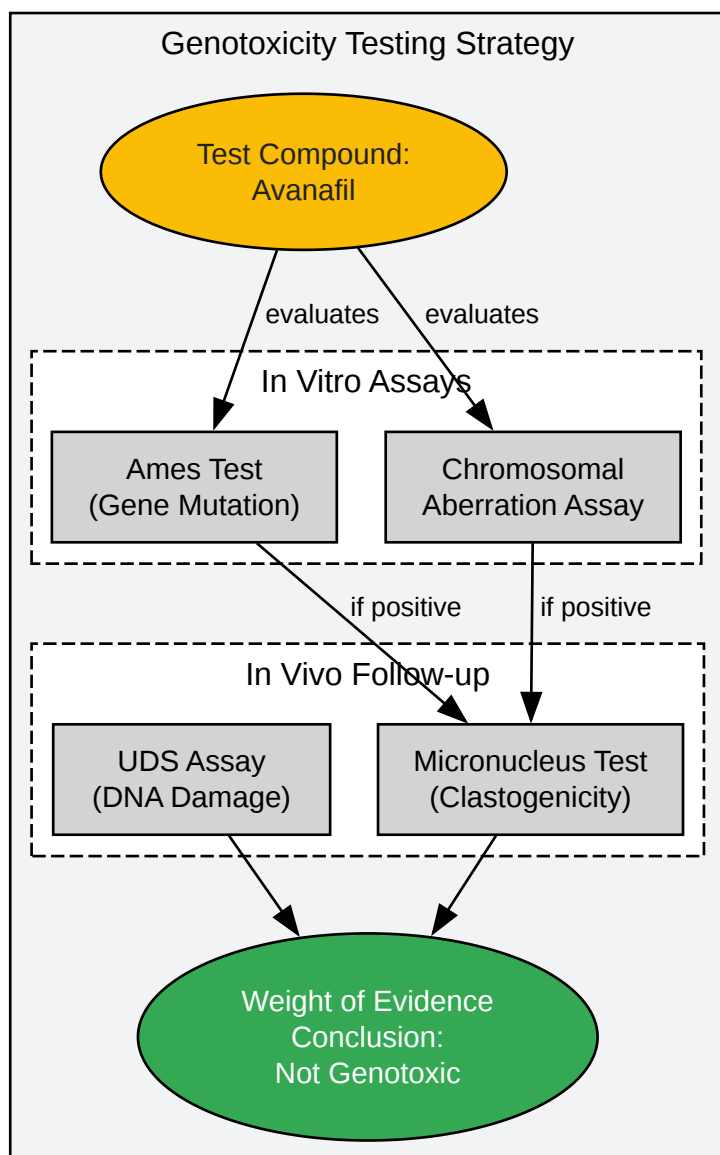 Genotoxicity Testing Strategy
Test Compound:
Avanafil
evaluates
evaluates
In Vitro Assays
Ames Test
(Gene Mutation)
Chromosomal
Aberration Assay
if positive
if positive
In Vivo Follow-up
UDS Assay
(DNA Damage)
Micronucleus Test
(Clastogenicity)
Weight of Evidence
Conclusion:
Not Genotoxic